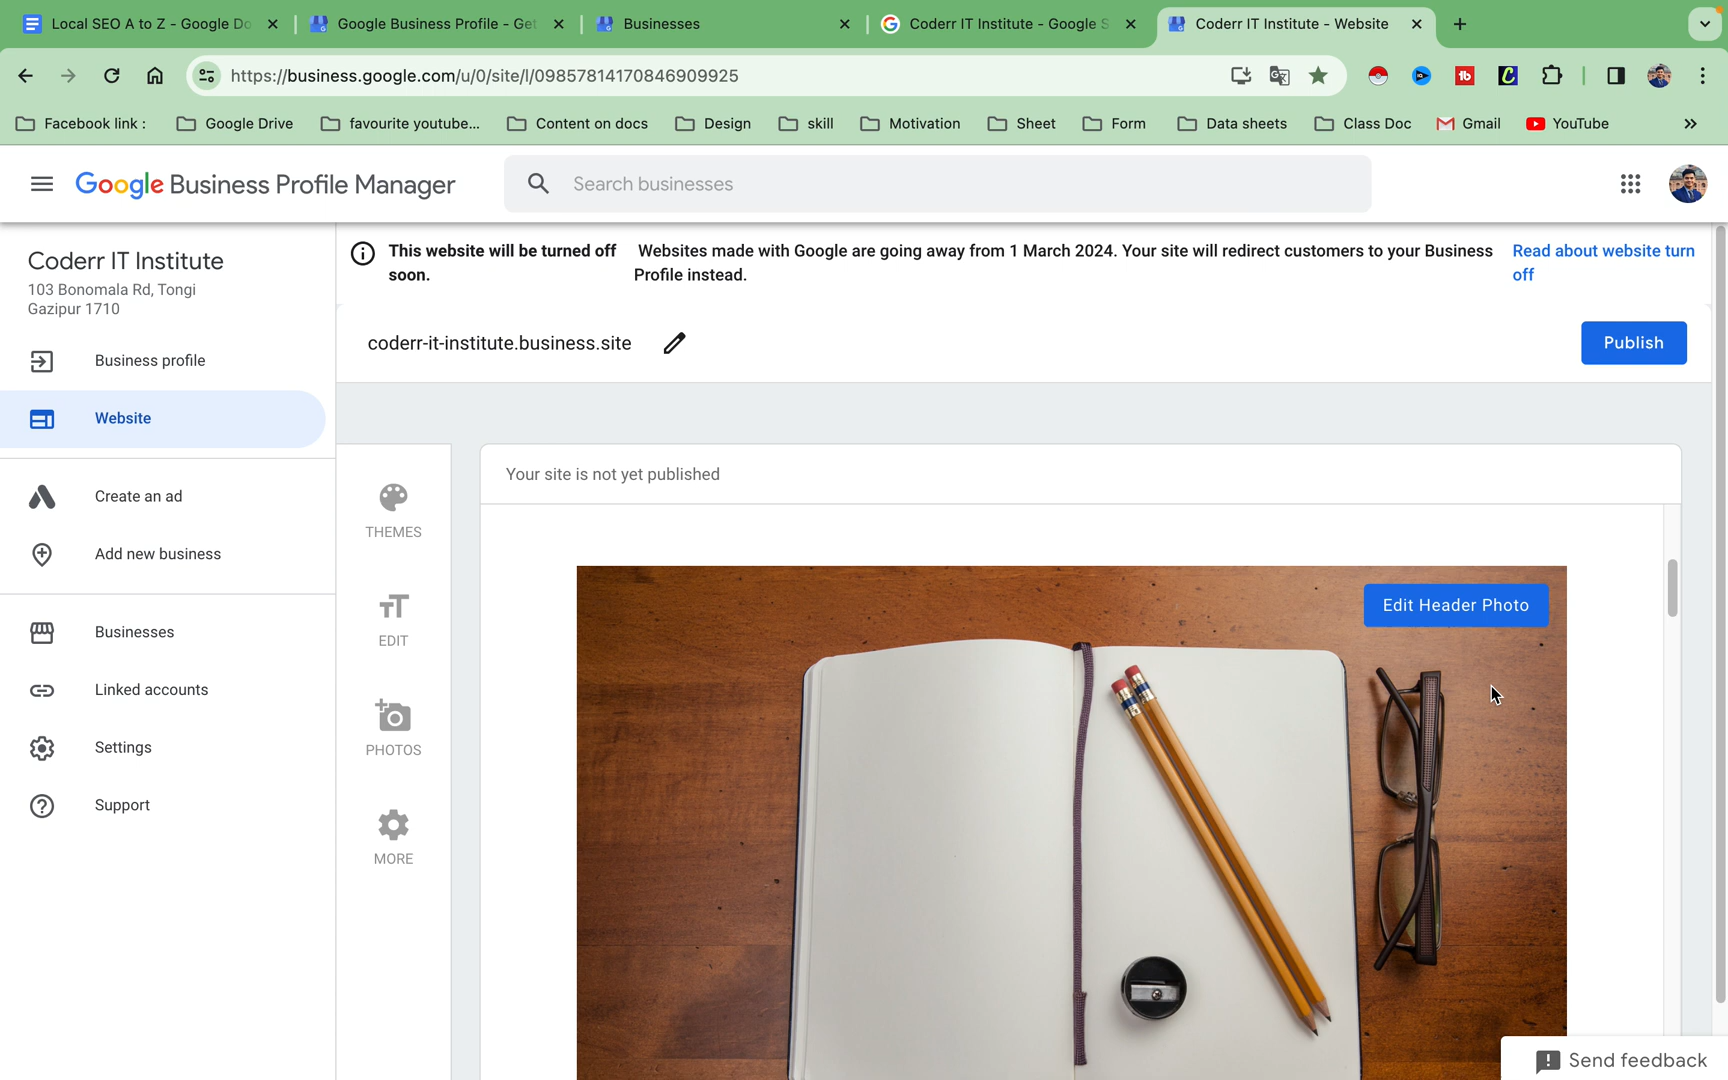 Local SEO A to Z - Google Do
Google Business Profile - Get
Businesses
Coderr IT Institute - Google S
Coderr IT Institute - Website
https://business.google.com/u/0/site/l/09857814170846909925
Facebook link :
Google Drive
favourite youtube...
Content on docs
Design
skill
Motivation
Sheet
Form
Data sheets
Class Doc
Gmail
YouTube
Google Business Profile Manager
Search businesses
Coderr IT Institute
103 Bonomala Rd, Tongi
Gazipur 1710
Business profile
Website
Create an ad
Add new business
Businesses
Linked accounts
Settings
Support
This website will be turned off
soon.
Websites made with Google are going away from 1 March 2024. Your site will redirect customers to your Business
Profile instead.
Read about website turn
off
coderr-it-institute.business.site
Publish
THEMES
EDIT
PHOTOS
MORE
Your site is not yet published
Edit Header Photo
Send feedback